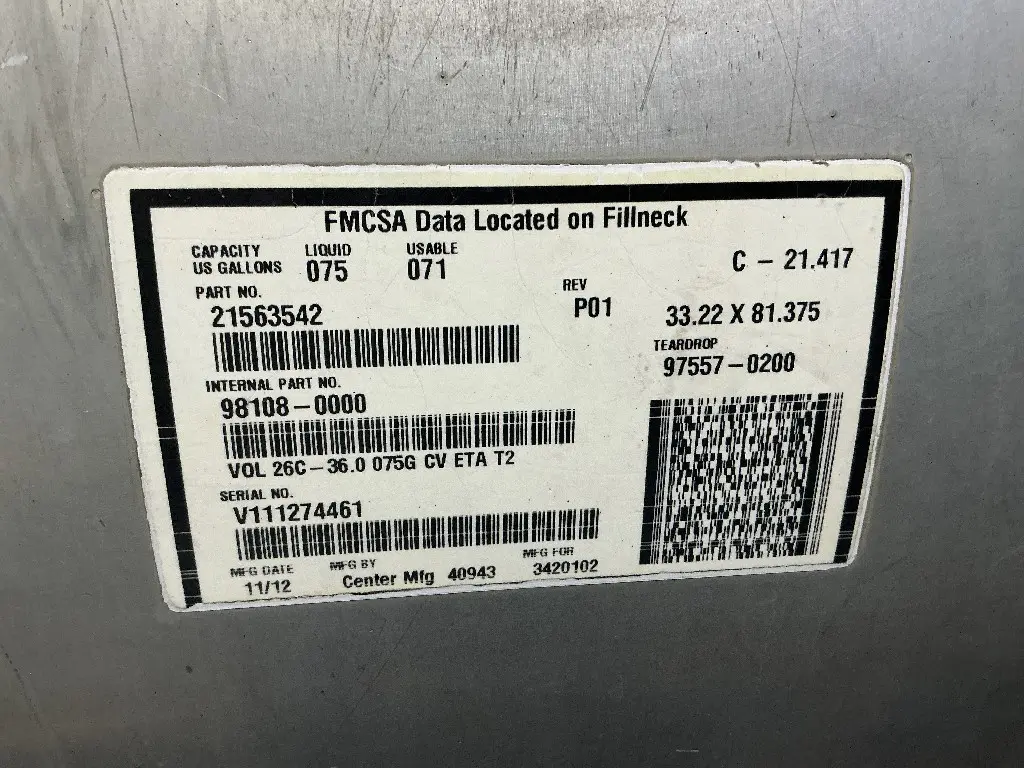 FMCSA Data Located on Fillneck
CAPACITY US GALLONS
LIQUID 075
USABLE 071
C – 21.417
PART NO.
21563542
REV
P01
33.22 X 81.375
TEARDROP
97557–0200
INTERNAL PART NO.
98108–0000
VOL 26C–36.0 075G CV ETA T2
SERIAL NO.
V111274461
MFG DATE
11/12
MFG BY
Center Mfg 40943
MFG FOR
3420102